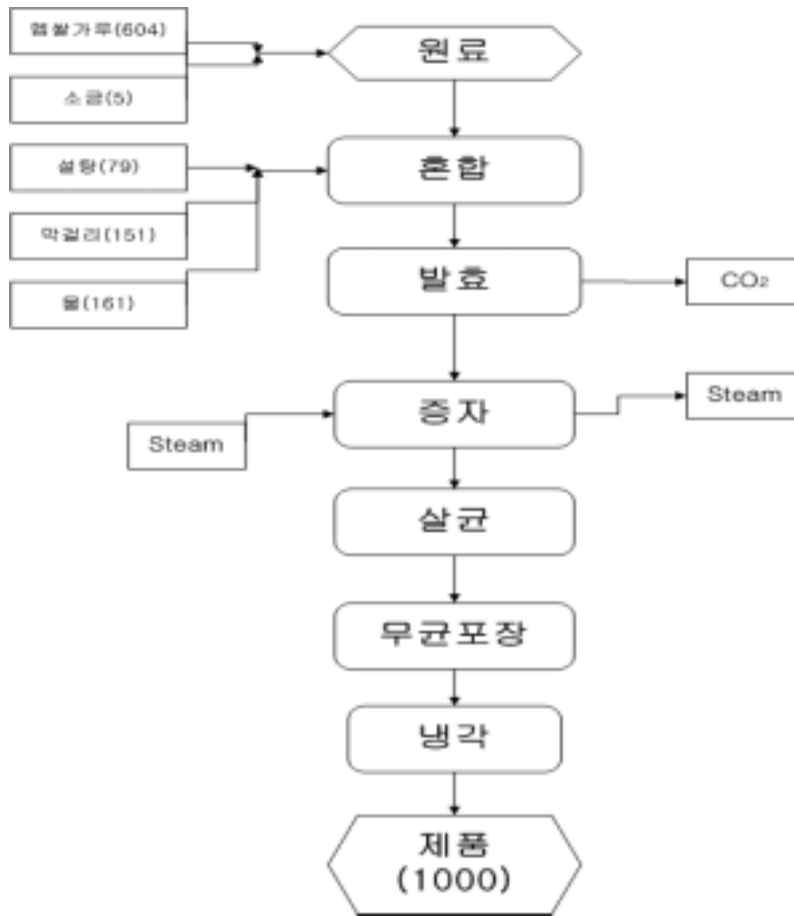 멥쌀가루(604)
원료
소금(5)
설탕(79)
혼합
막걸리(151)
물(161)
발효
CO₂
증자
Steam
Steam
살균
무균포장
냉각
제품
(1000)